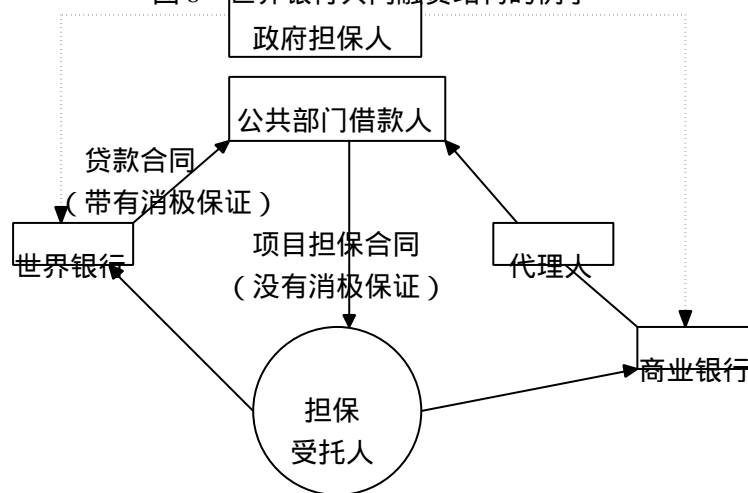 政府担保人
公共部门借款人
贷款合同
（带有消极保证）
项目担保合同
（没有消极保证）
世界银行
代理人
商业银行
担保
受托人